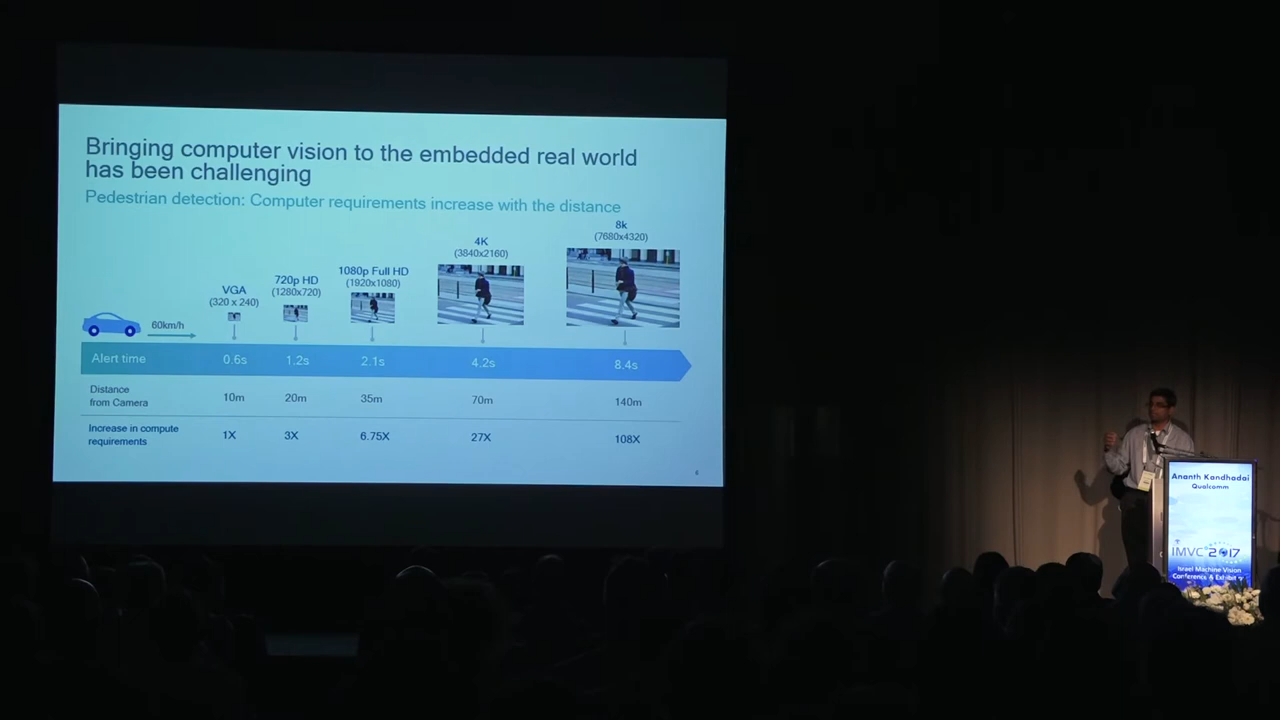 Bringing computer vision to the embedded real world
has been challenging
Pedestrian detection: Computer requirements increase with the distance
VGA
(320 x 240)
720p HD
(1280x720)
1080p Full HD
(1920x1080)
4K
(3840x2160)
8k
(7680x4320)
60km/h
Alert time 0.6s 1.2s 2.1s 4.2s 8.4s
Distance
from Camera 10m 20m 35m 70m 140m
Increase in compute
requirements 1X 3X 6.75X 27X 108X
Ananth Kandhadai
Qualcomm
IMVC 2017
Israel Machine Vision
Conference & Exhibition